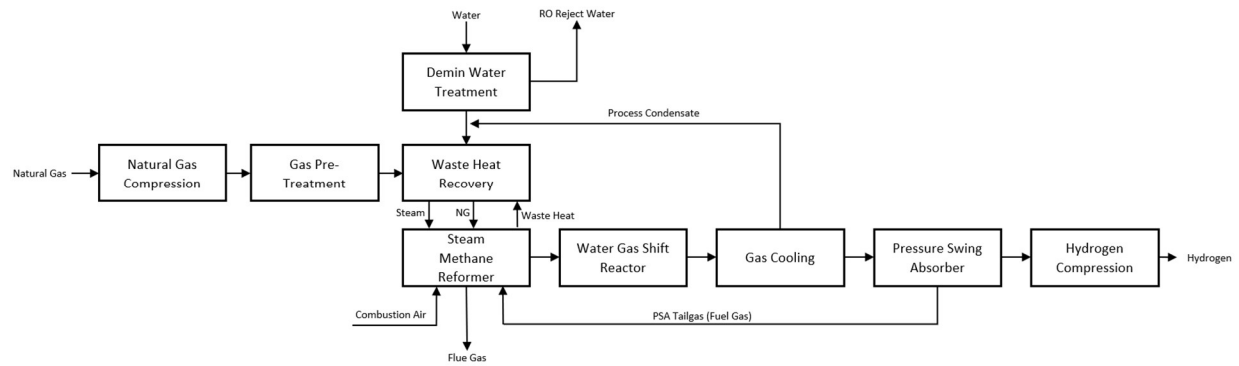 Water
RO Reject Water
Demin Water
Treatment
Process Condensate
Natural Gas
Natural Gas
Compression
Gas Pre-
Treatment
Waste Heat
Recovery
Steam
NG
Waste Heat
Steam
Methane
Reformer
Water Gas Shift
Reactor
Gas Cooling
Pressure Swing
Absorber
Hydrogen
Compression
Hydrogen
Combustion Air
PSA Tailgas (Fuel Gas)
Flue Gas